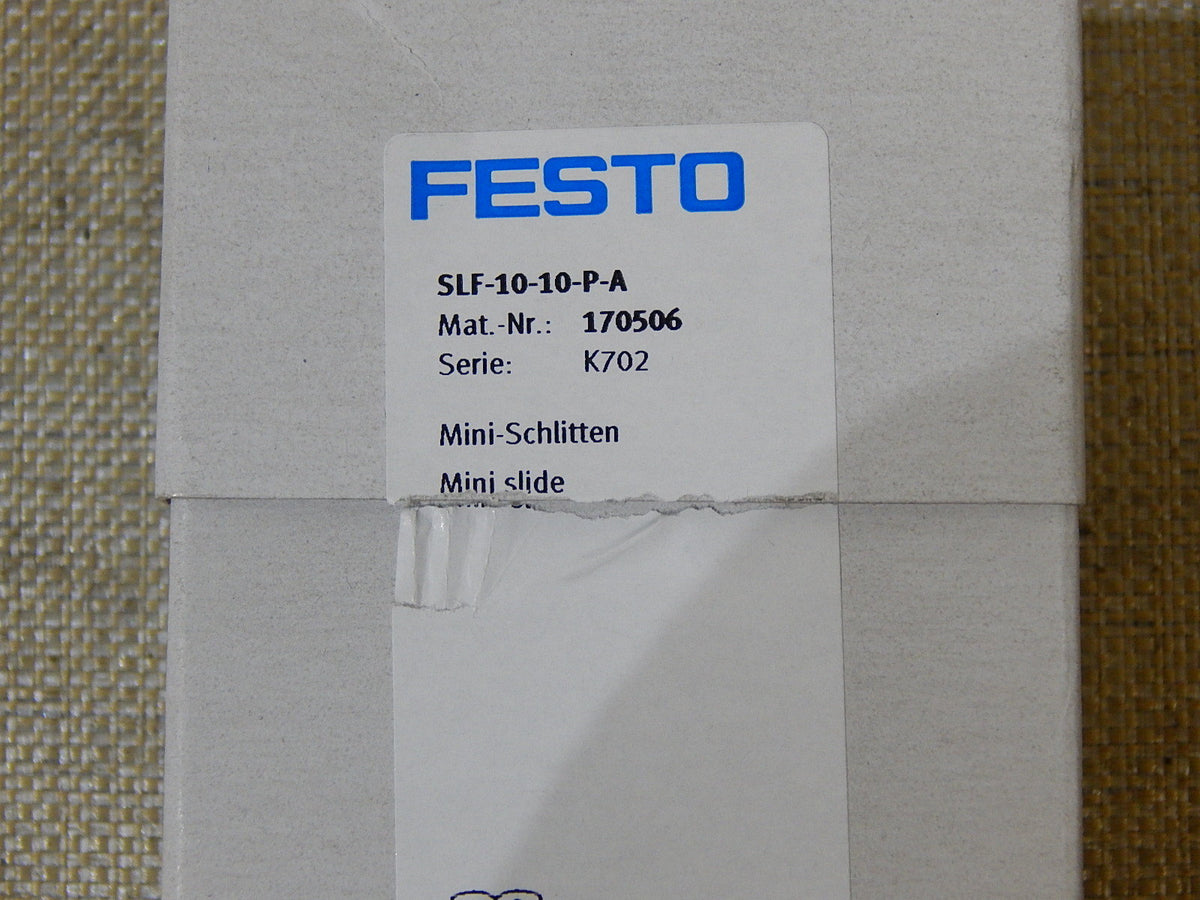 FESTO
SLF-10-10-P-A
Mat.-Nr.: 170506
Serie: K702
Mini-Schlitten
Mini slide